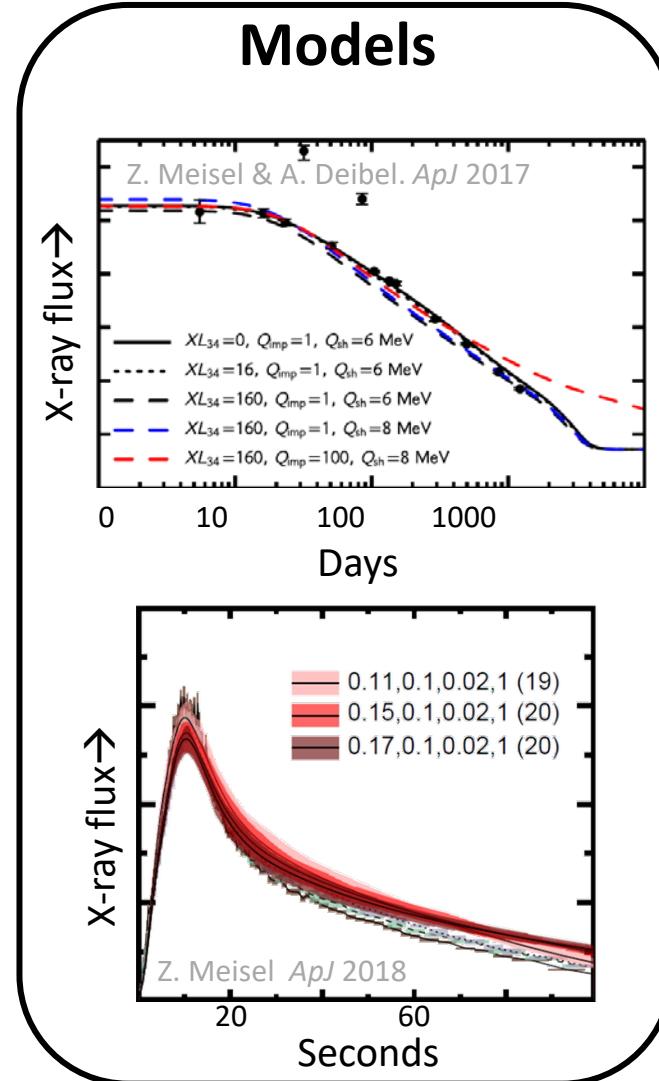 Models
Z. Meisel & A. Deibel. ApJ 2017
X-ray flux→
XL34=0, Qimp=1, Qsh=6 MeV
XL34=16, Qimp=1, Qsh=6 MeV
XL34=160, Qimp=1, Qsh=6 MeV
XL34=160, Qimp=1, Qsh=8 MeV
XL34=160, Qimp=100, Qsh=8 MeV
0 10 100 1000
Days
0.11,0.1,0.02,1 (19)
0.15,0.1,0.02,1 (20)
0.17,0.1,0.02,1 (20)
X-ray flux→
Z. Meisel ApJ 2018
20 60
Seconds